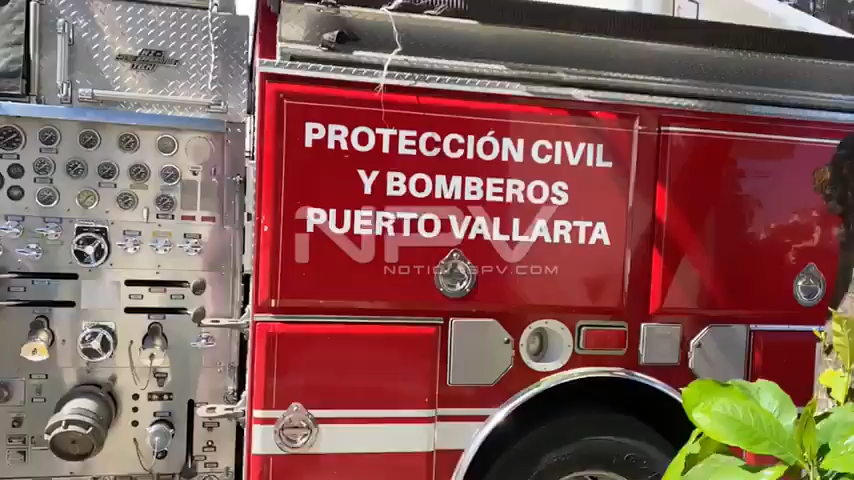 PROTECCIÓN CIVIL
Y BOMBEROS
PUERTO VALLARTA
NPV
NOTICIASPV.COM